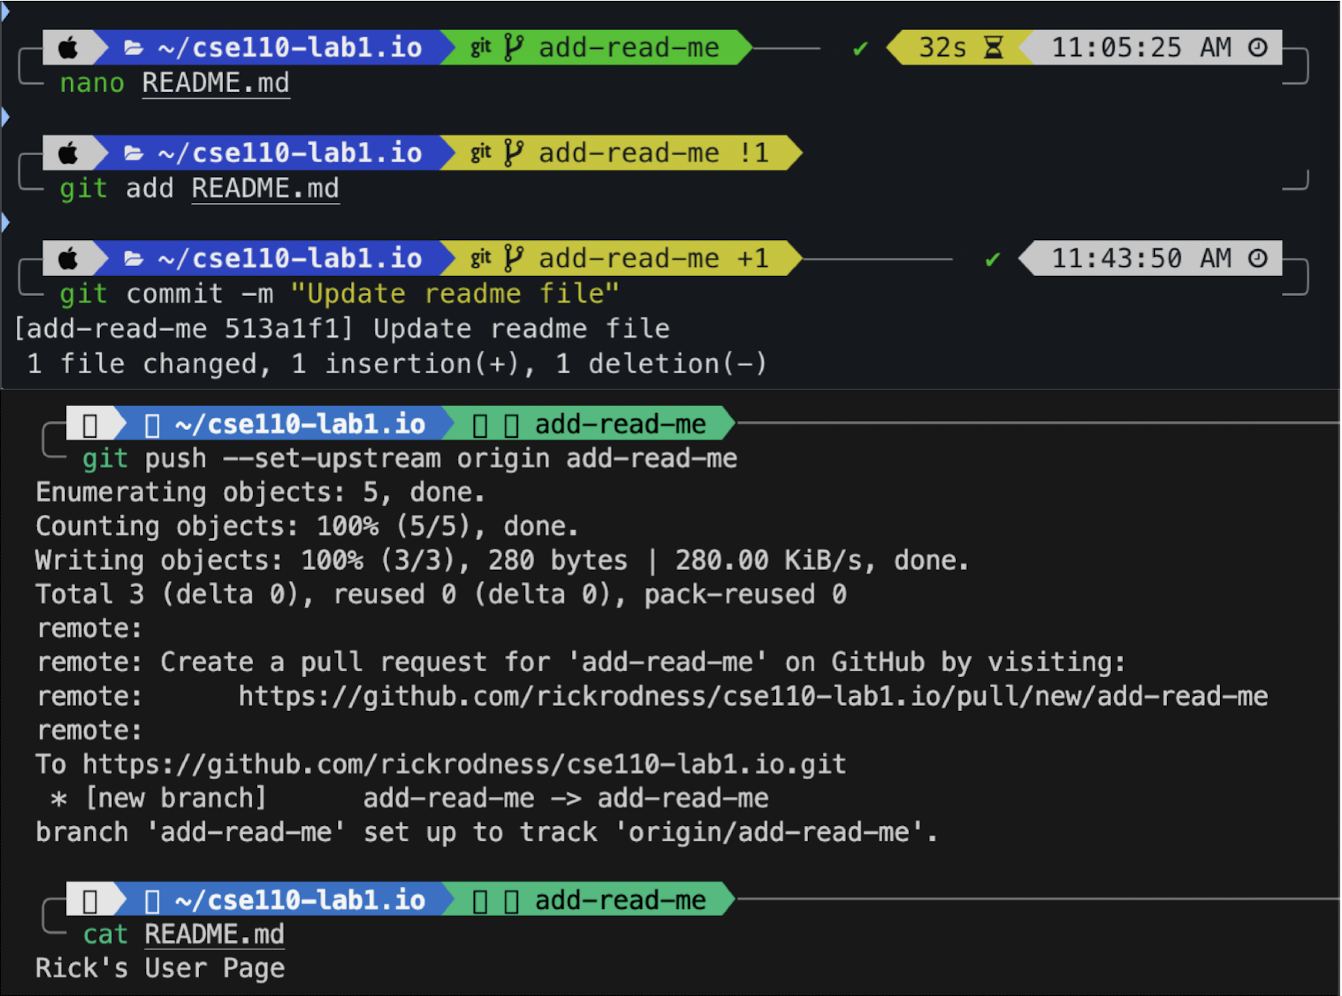 ~/cse110-lab1.io git add-read-me ✔ 32s 11:05:25 AM
nano README.md
~/cse110-lab1.io git add-read-me !1
git add README.md
~/cse110-lab1.io git add-read-me +1 ✔ 11:43:50 AM
git commit -m "Update readme file"
[add-read-me 513a1f1] Update readme file
1 file changed, 1 insertion(+), 1 deletion(-)
~/cse110-lab1.io add-read-me
git push --set-upstream origin add-read-me
Enumerating objects: 5, done.
Counting objects: 100% (5/5), done.
Writing objects: 100% (3/3), 280 bytes | 280.00 KiB/s, done.
Total 3 (delta 0), reused 0 (delta 0), pack-reused 0
remote:
remote: Create a pull request for 'add-read-me' on GitHub by visiting:
remote:      https://github.com/rickrodness/cse110-lab1.io/pull/new/add-read-me
remote:
To https://github.com/rickrodness/cse110-lab1.io.git
* [new branch]      add-read-me -> add-read-me
branch 'add-read-me' set up to track 'origin/add-read-me'.
~/cse110-lab1.io add-read-me
cat README.md
Rick's User Page